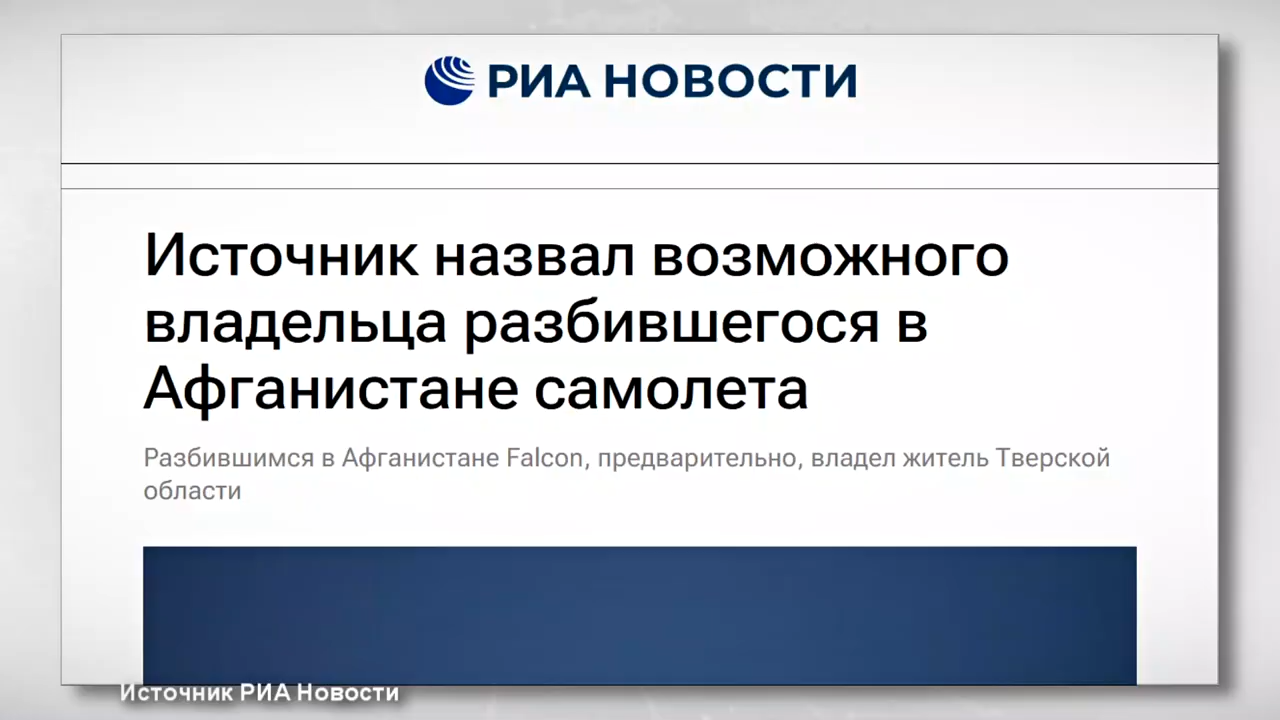 РИА НОВОСТИ
Источник назвал возможного
владельца разбившегося в
Афганистане самолета
Разбившимся в Афганистане Falcon, предварительно, владел житель Тверской
области
Источник РИА Новости